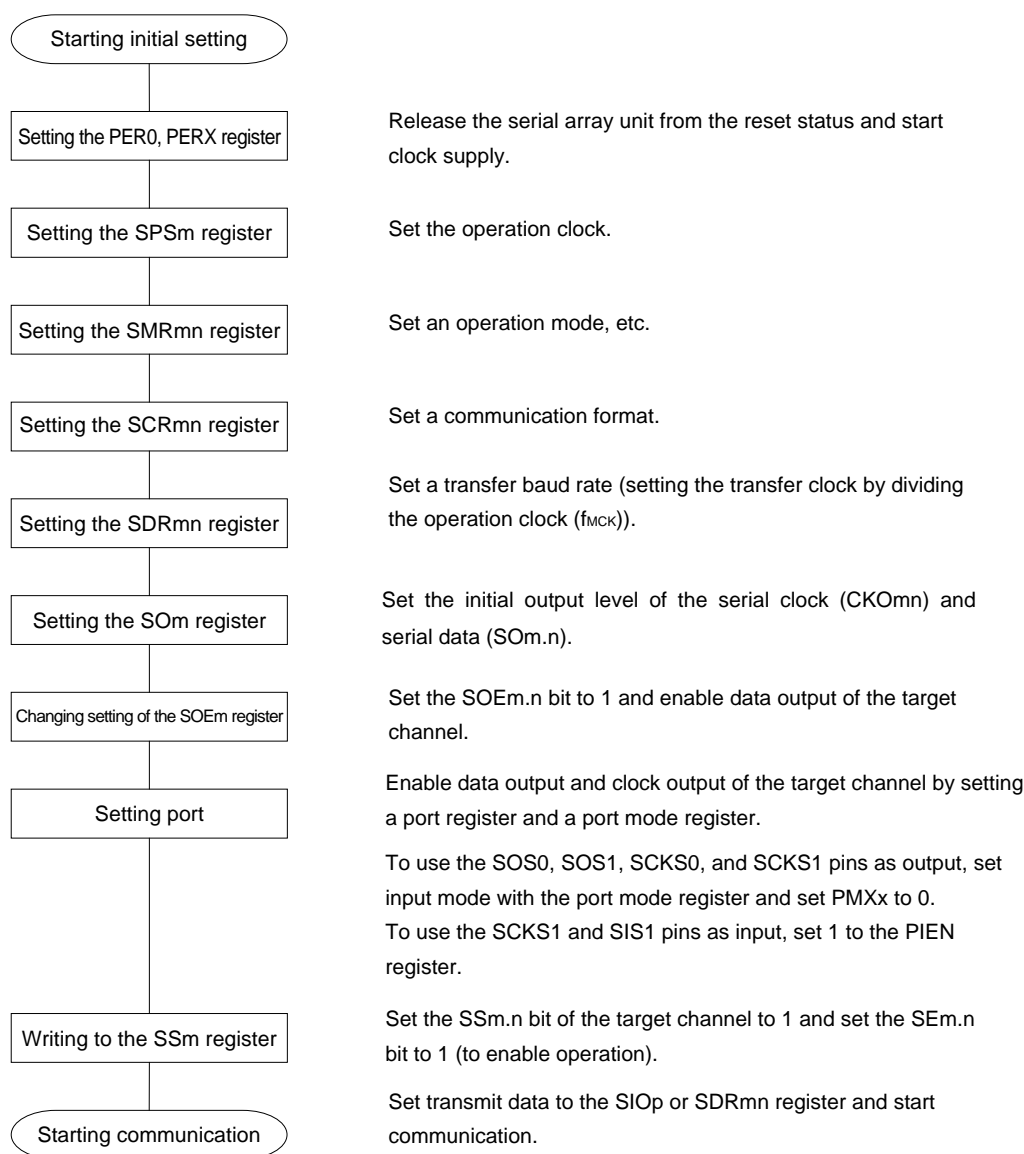 Starting initial setting
Setting the PER0, PERX register
Release the serial array unit from the reset status and start
clock supply.
Setting the SPSm register
Set the operation clock.
Setting the SMRmn register
Set an operation mode, etc.
Setting the SCRmn register
Set a communication format.
Setting the SDRmn register
Set a transfer baud rate (setting the transfer clock by dividing
the operation clock (fMCK)).
Setting the SOm register
Set the initial output level of the serial clock (CKOmn) and
serial data (SOm.n).
Changing setting of the SOEm register
Set the SOEm.n bit to 1 and enable data output of the target
channel.
Setting port
Enable data output and clock output of the target channel by setting
a port register and a port mode register.
To use the SOS0, SOS1, SCKS0, and SCKS1 pins as output, set
input mode with the port mode register and set PMXx to 0.
To use the SCKS1 and SIS1 pins as input, set 1 to the PIEN
register.
Writing to the SSm register
Set the SSm.n bit of the target channel to 1 and set the SEm.n
bit to 1 (to enable operation).
Starting communication
Set transmit data to the SIOp or SDRmn register and start
communication.